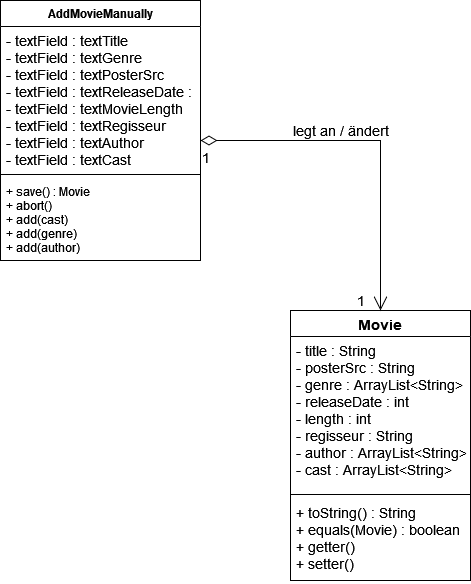 AddMovieManually
- textField : textTitle
- textField : textGenre
- textField : textPosterSrc
- textField : textReleaseDate :
- textField : textMovieLength
- textField : textRegisseur
- textField : textAuthor
- textField : textCast
+ save() : Movie
+ abort()
+ add(cast)
+ add(genre)
+ add(author)
legt an / ändert
1
1
Movie
- title : String
- posterSrc : String
- genre : ArrayList<String>
- releaseDate : int
- length : int
- regisseur : String
- author : ArrayList<String>
- cast : ArrayList<String>
+ toString() : String
+ equals(Movie) : boolean
+ getter()
+ setter()